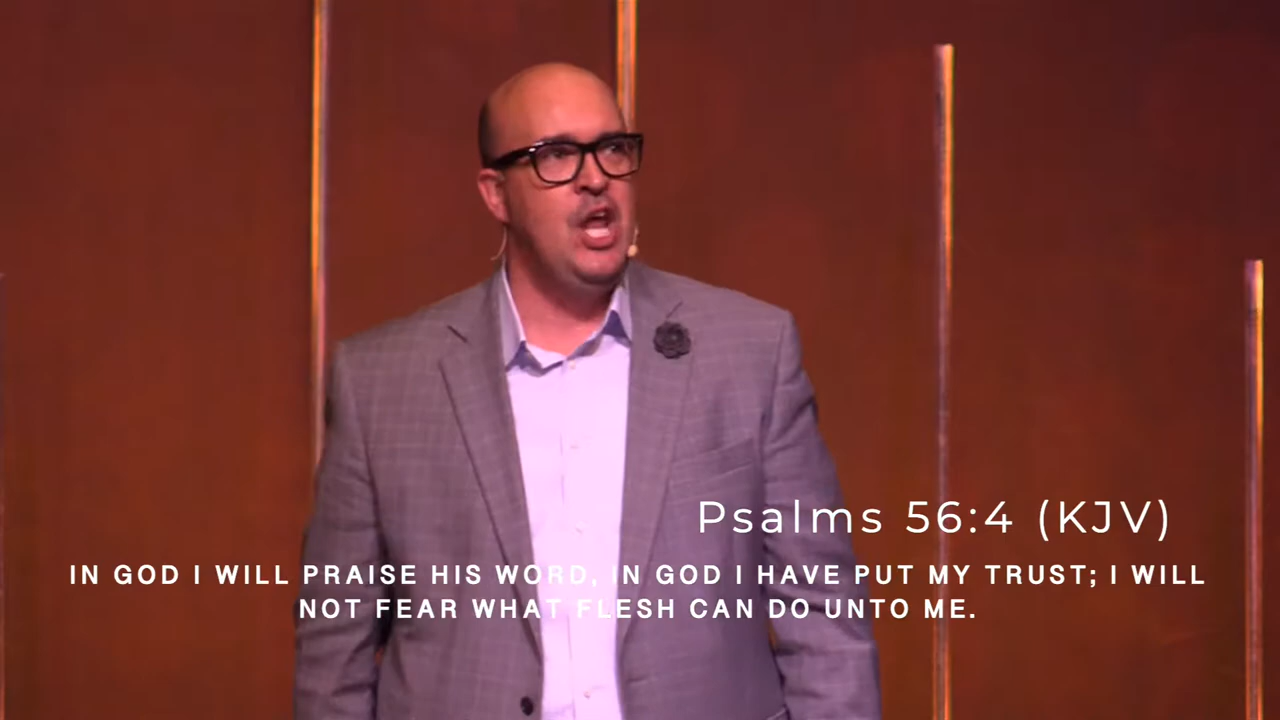 Psalms 56:4 (KJV)
IN GOD I WILL PRAISE HIS WORD, IN GOD I HAVE PUT MY TRUST; I WILL
NOT FEAR WHAT FLESH CAN DO UNTO ME.